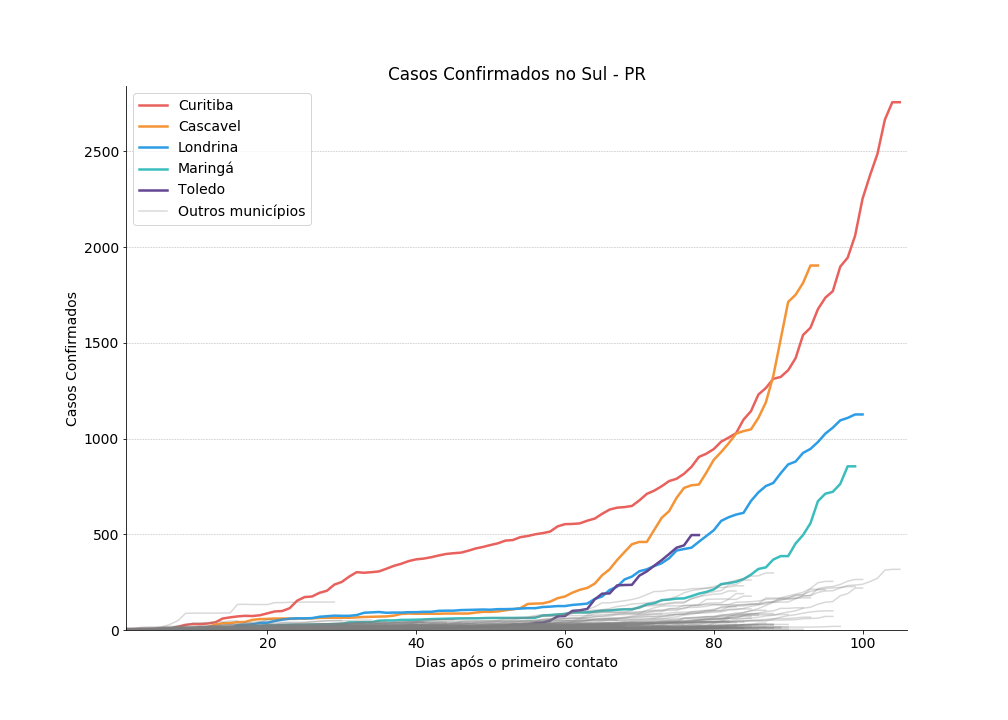 Casos Confirmados no Sul - PR
Curitiba
Cascavel
Londrina
Maringá
Toledo
Outros municípios
Casos Confirmados
2500
2000
1500
1000
500
0
20
40
60
80
100
Dias após o primeiro contato